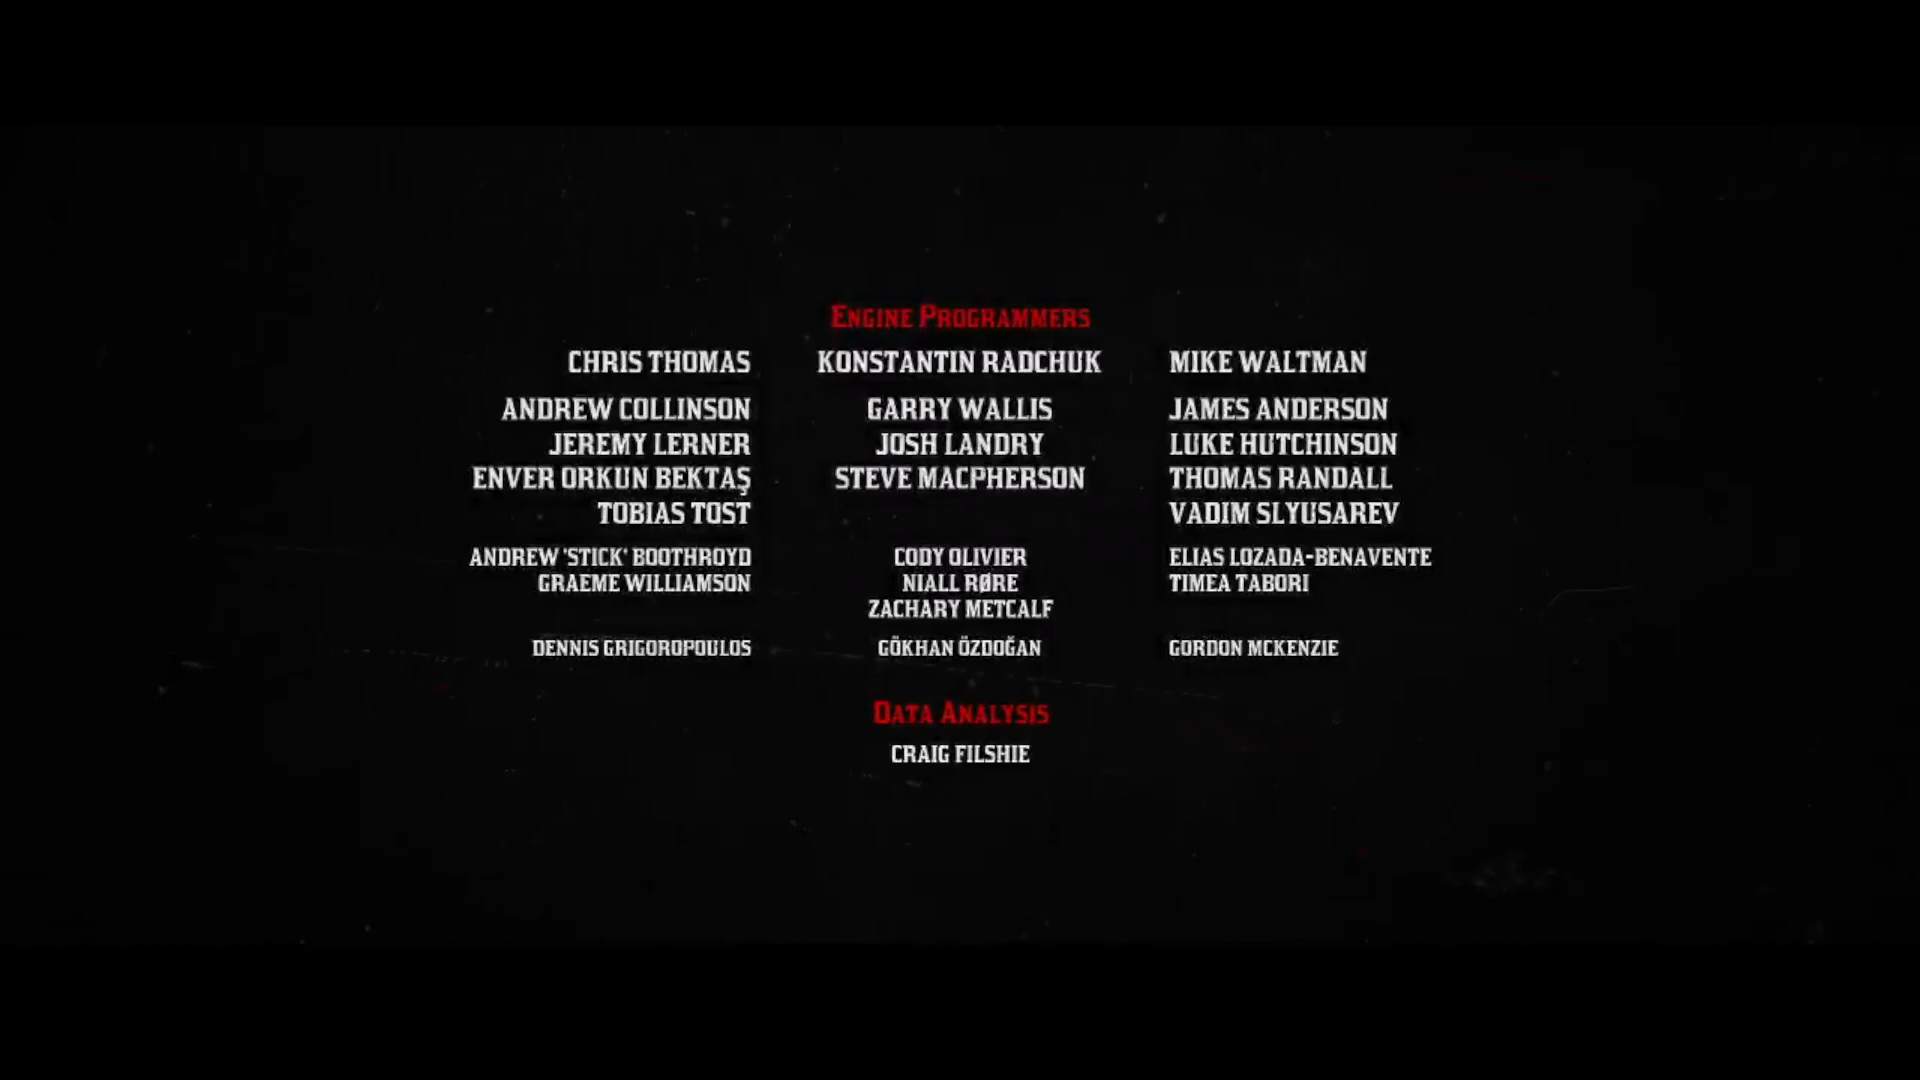 Engine Programmers
CHRIS THOMAS KONSTANTIN RADCHUK MIKE WALTMAN
ANDREW COLLINSON GARRY WALLIS JAMES ANDERSON
JEREMY LERNER JOSH LANDRY LUKE HUTCHINSON
ENVER ORKUN BEKTAŞ STEVE MACPHERSON THOMAS RANDALL
TOBIAS TOST VADIM SLYUSAREV
ANDREW 'STICK' BOOTHROYD CODY OLIVIER ELIAS LOZADA-BENAVENTE
GRAEME WILLIAMSON NIALL RØRE TIMEA TABORI
ZACHARY METCALF
DENNIS GRIGOROPOULOS GÖKHAN ÖZDOĞAN GORDON MCKENZIE
Data Analysis
CRAIG FILSHIE